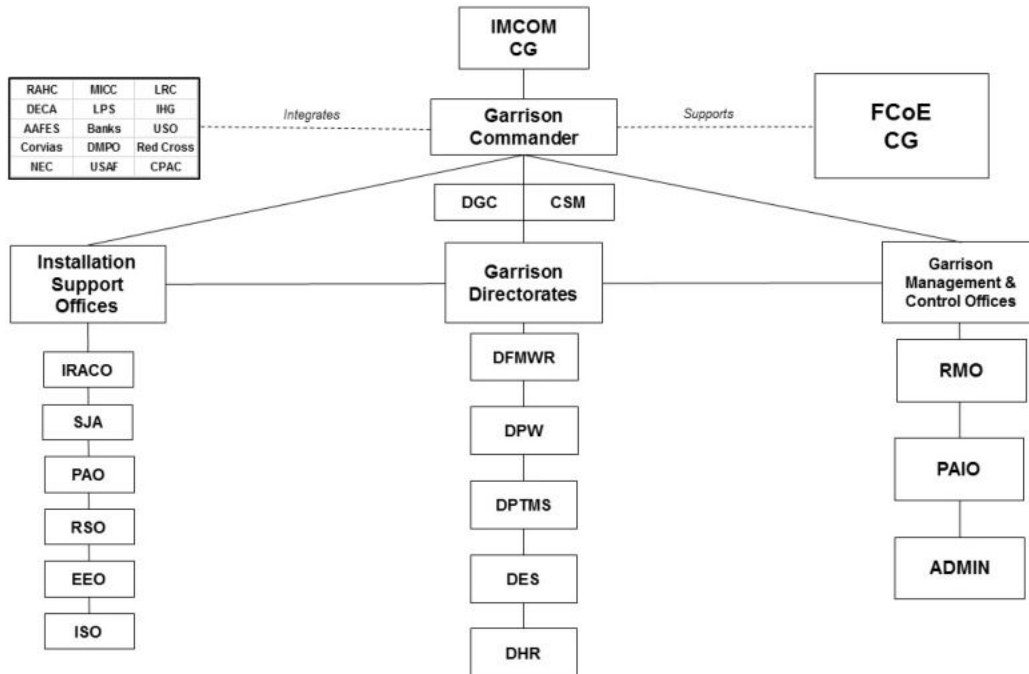 IMCOM
CG
RAHC MICC LRC
DECA LPS IHG
AAFES Banks USO
Corvias DMPO Red Cross
NEC USAF CPAC
Integrates
Garrison
Commander
Supports
FCoE
CG
DGC CSM
Installation
Support
Offices
Garrison
Directorates
Garrison
Management &
Control Offices
IRACO
SJA
PAO
RSO
EEO
ISO
DFMWR
DPW
DPTMS
DES
DHR
RMO
PAIO
ADMIN